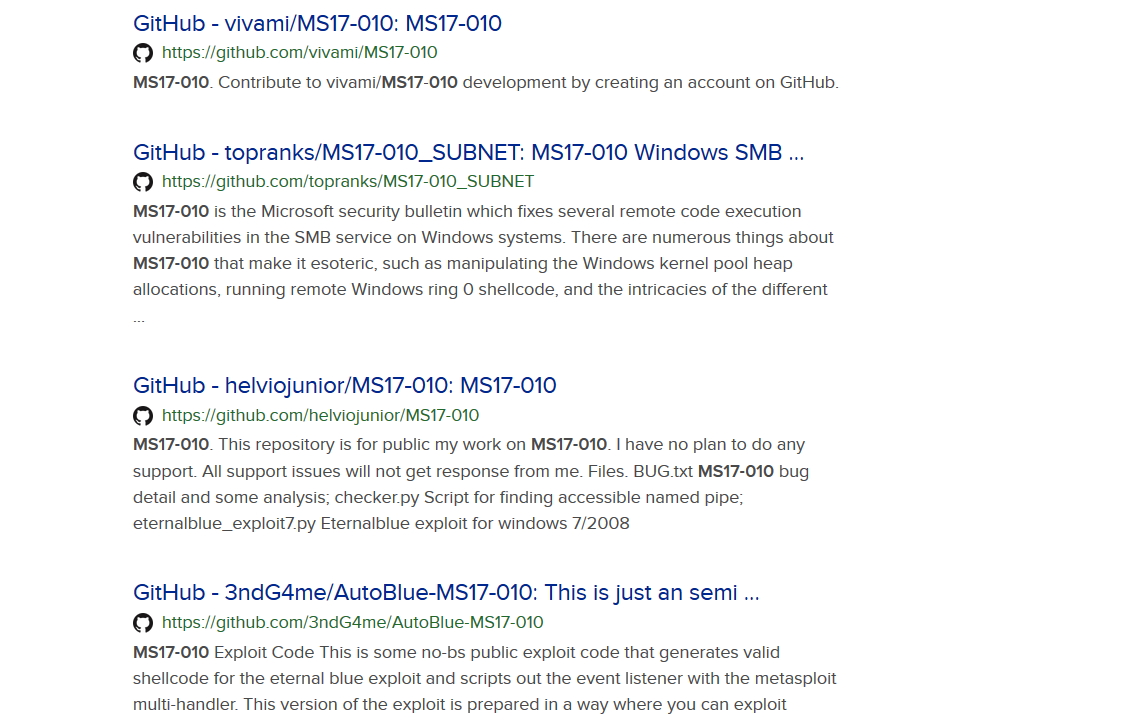 GitHub - vivami/MS17-010: MS17-010
https://github.com/vivami/MS17-010
MS17-010. Contribute to vivami/MS17-010 development by creating an account on GitHub.
GitHub - topranks/MS17-010_SUBNET: MS17-010 Windows SMB ...
https://github.com/topranks/MS17-010_SUBNET
MS17-010 is the Microsoft security bulletin which fixes several remote code execution
vulnerabilities in the SMB service on Windows systems. There are numerous things about
MS17-010 that make it esoteric, such as manipulating the Windows kernel pool heap
allocations, running remote Windows ring 0 shellcode, and the intricacies of the different
...
GitHub - helviojunior/MS17-010: MS17-010
https://github.com/helviojunior/MS17-010
MS17-010. This repository is for public my work on MS17-010. I have no plan to do any
support. All support issues will not get response from me. Files. BUG.txt MS17-010 bug
detail and some analysis; checker.py Script for finding accessible named pipe;
eternalblue_exploit7.py Eternalblue exploit for windows 7/2008
GitHub - 3ndG4me/AutoBlue-MS17-010: This is just an semi ...
https://github.com/3ndG4me/AutoBlue-MS17-010
MS17-010 Exploit Code This is some no-bs public exploit code that generates valid
shellcode for the eternal blue exploit and scripts out the event listener with the metasploit
multi-handler. This version of the exploit is prepared in a way where you can exploit